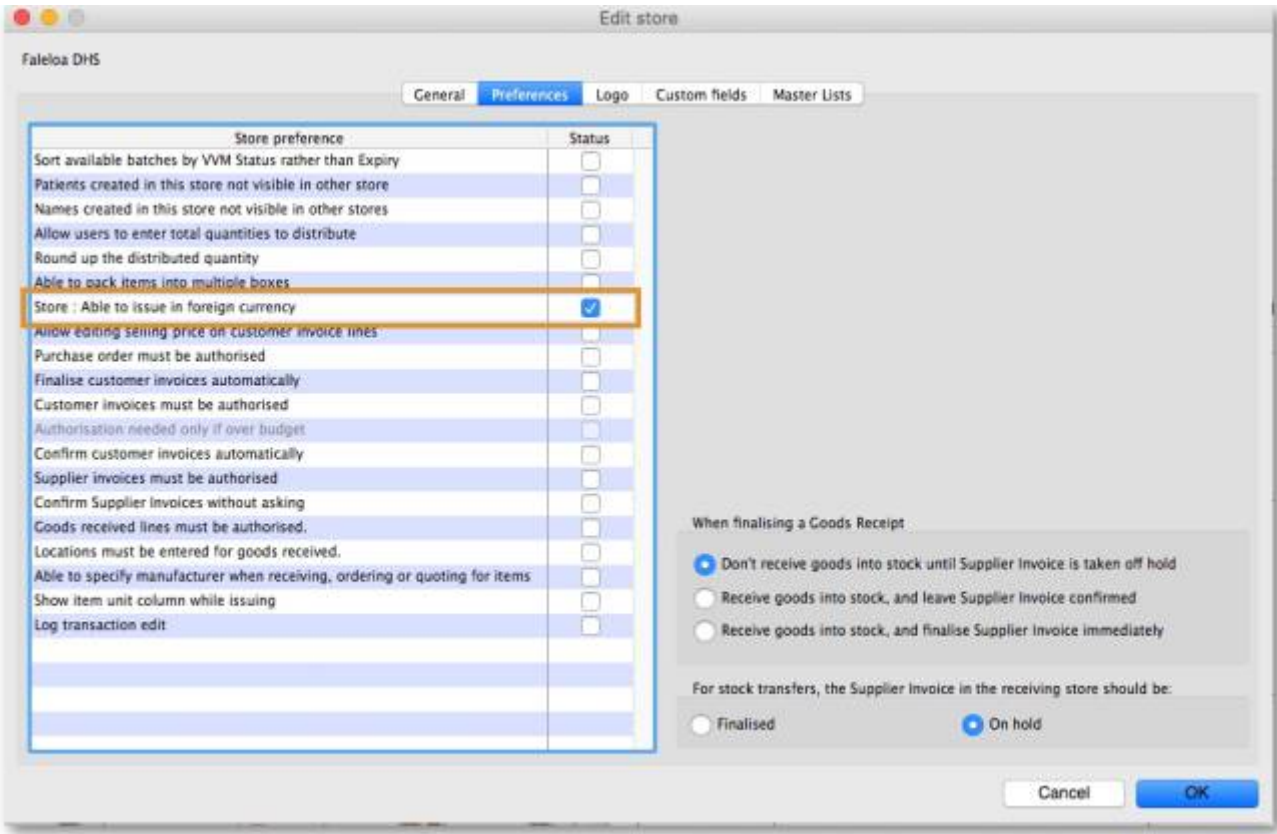 Edit store
Faleloa DHS
General Preferences Logo Custom fields Master Lists
Store preference Status
Sort available batches by VVM Status rather than Expiry
Patients created in this store not visible in other store
Names created in this store not visible in other stores
Allow users to enter total quantities to distribute
Round up the distributed quantity
Able to pack items into multiple boxes
Store : Able to issue in foreign currency
Allow editing selling price on customer invoice lines
Purchase order must be authorised
Finalise customer invoices automatically
Customer invoices must be authorised
Authorisation needed only if over budget
Confirm customer invoices automatically
Supplier invoices must be authorised
Confirm Supplier Invoices without asking
Goods received lines must be authorised.
Locations must be entered for goods received.
Able to specify manufacturer when receiving, ordering or quoting for items
Show item unit column while issuing
Log transaction edit
When finalising a Goods Receipt
Don't receive goods into stock until Supplier Invoice is taken off hold
Receive goods into stock, and leave Supplier Invoice confirmed
Receive goods into stock, and finalise Supplier Invoice immediately
For stock transfers, the Supplier Invoice in the receiving store should be:
Finalised On hold
Cancel OK